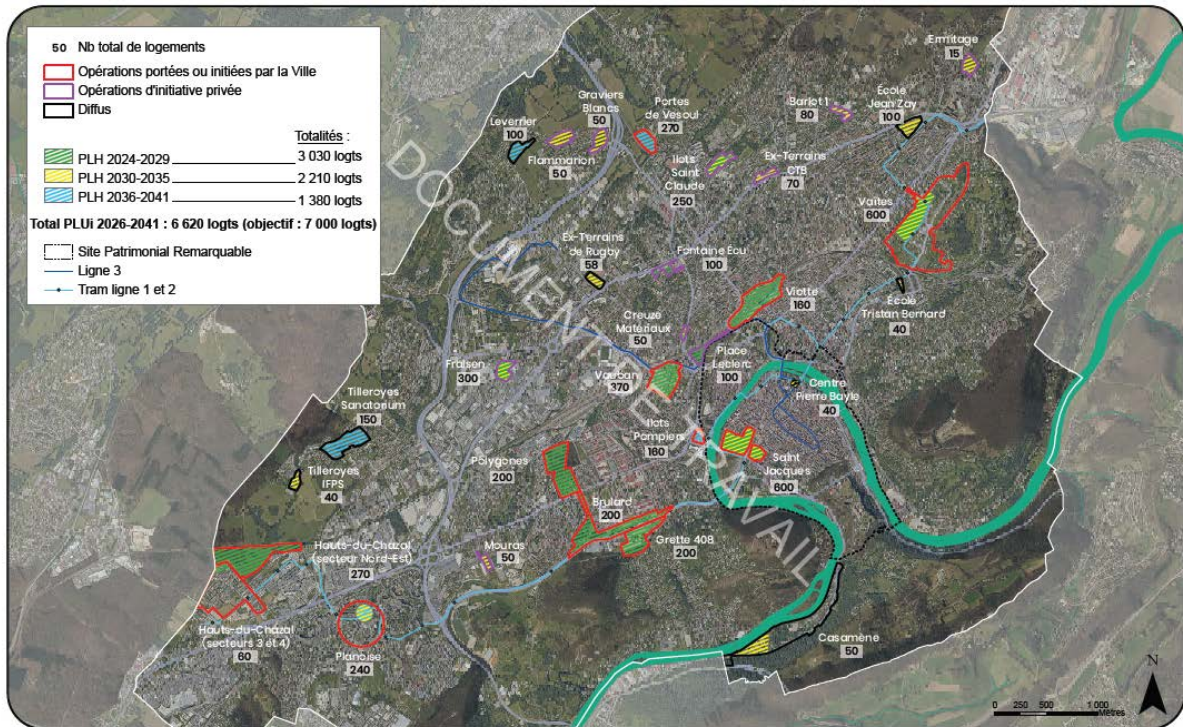 50 Nb total de logements
Opérations portées ou initiées par la Ville
Opérations d'initiative privée
Diffus
Totalités :
PLH 2024-2029 3 030 logts
PLH 2030-2035 2 210 logts
PLH 2036-2041 1 380 logts
Total PLUi 2026-2041 : 6 620 logts (objectif : 7 000 logts)
Site Patrimonial Remarquable
Ligne 3
Tram ligne 1 et 2
DOCUMENT DE TRAVAIL
Ermitage
15
Graviers
Blancs
50
Portes
de Vesoul
270
Barlot 1
80
École
Jean Zay
100
Leverrier
100
Flammarion
50
Ilots
Saint
Claude
250
Ex-Terrains
CTB
70
Vaites
600
Ex-Terrains
de Rugby
58
Fontaine Ecu
100
Viotte
160
École
Tristan Bernard
40
Creuze
Matériaux
50
Place
Leclerc
100
Fraisen
300
Vauban
370
Centre
Pierre Bayle
40
Tilleroyes
Sanatorium
150
Ilots
Pompiers
160
Saint
Jacques
600
Polygones
200
Tilleroyes
IFPS
40
Brulard
200
Grette 408
200
Hauts-du-Chazal
(secteur Nord-Est)
270
Mouras
50
Hauts-du-Chazal
(secteurs 3 et 4)
60
Planoise
240
Casamène
50
N
0 250 500 1 000
Mètres